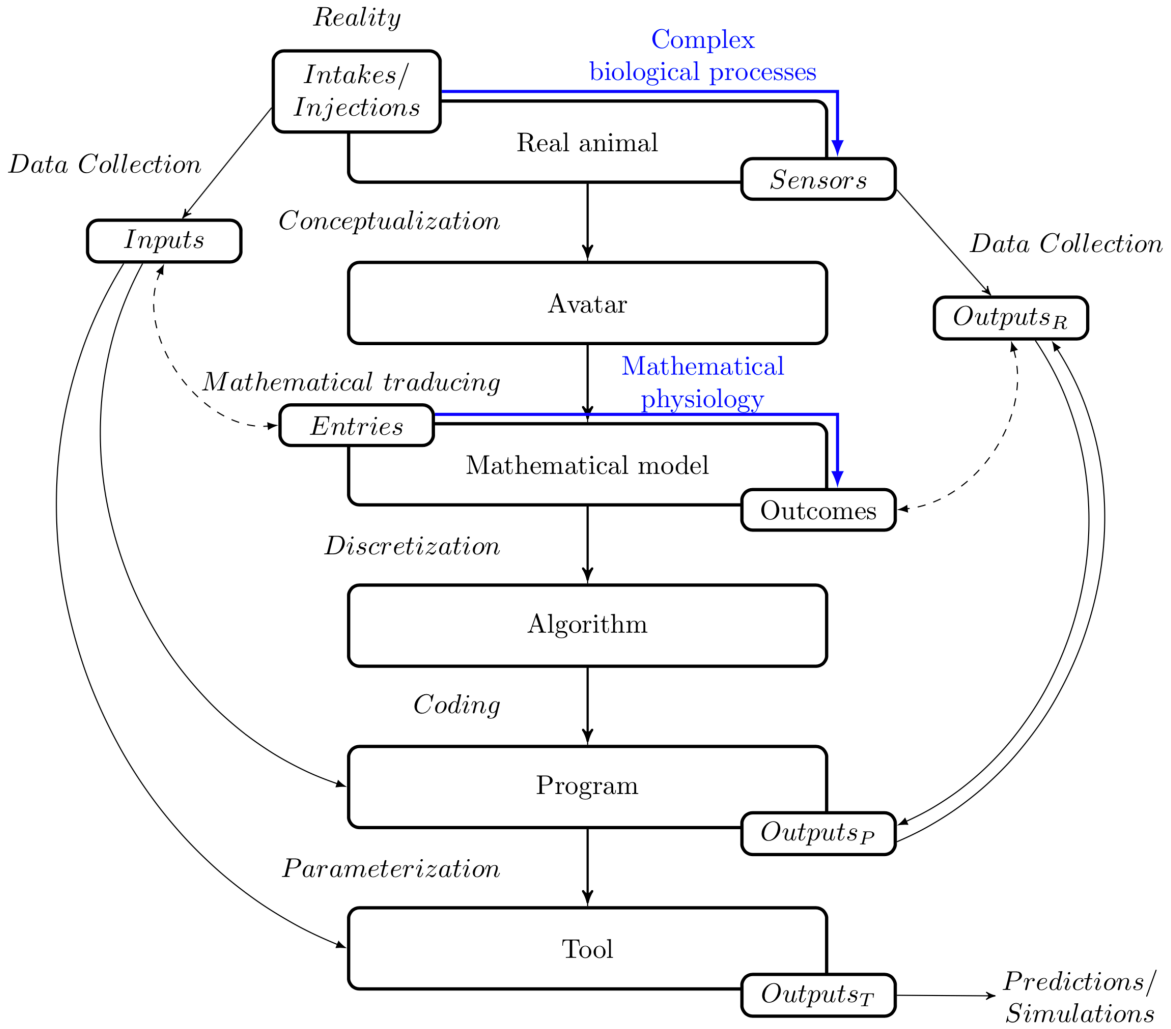 Reality
Complex
biological processes
Intakes/
Injections
Real animal
Data Collection
Sensors
Conceptualization
Inputs
Data Collection
Avatar
Outputs_R
Mathematical
physiology
Mathematical traducing
Entries
Mathematical model
Outcomes
Discretization
Algorithm
Coding
Program
Outputs_P
Parameterization
Tool
Outputs_T
Predictions/
Simulations